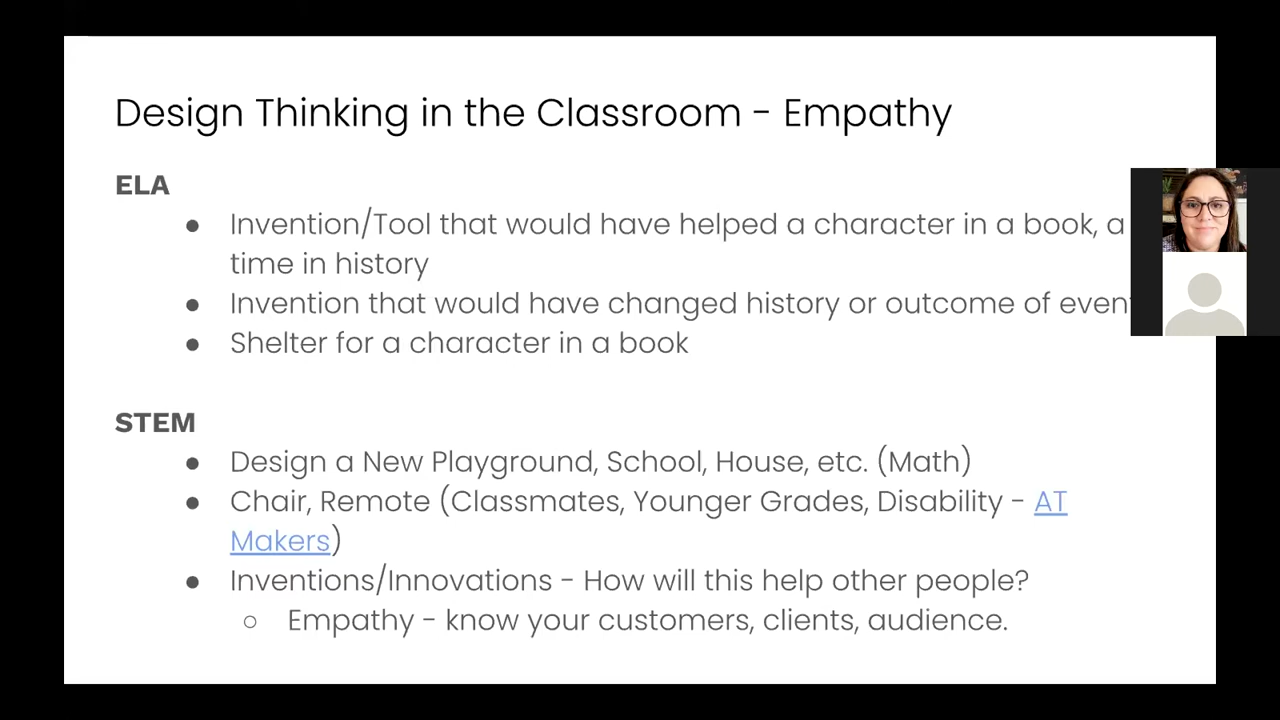 Design Thinking in the Classroom - Empathy
ELA
● Invention/Tool that would have helped a character in a book, a
time in history
● Invention that would have changed history or outcome of
● Shelter for a character in a book
STEM
● Design a New Playground, School, House, etc. (Math)
● Chair, Remote (Classmates, Younger Grades, Disability - AT
Makers)
● Inventions/Innovations - How will this help other people?
○ Empathy - know your customers, clients, audience.